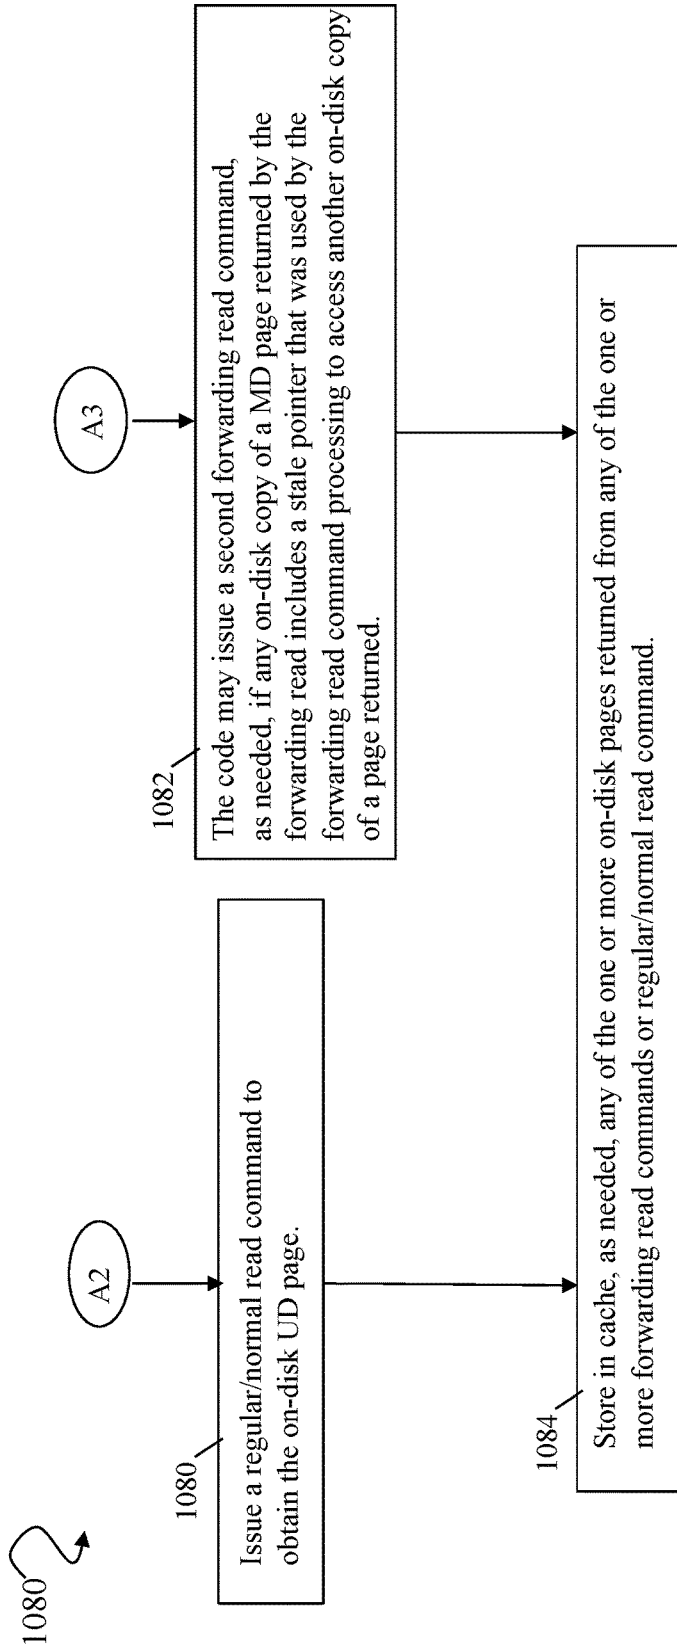 1080
A2
A3
1080
Issue a regular/normal read command to
obtain the on-disk UD page.
1082
The code may issue a second forwarding read command,
as needed, if any on-disk copy of a MD page returned by the
forwarding read includes a stale pointer that was used by the
forwarding read command processing to access another on-disk copy
of a page returned.
1084
Store in cache, as needed, any of the one or more on-disk pages returned from any of the one or
more forwarding read commands or regular/normal read command.